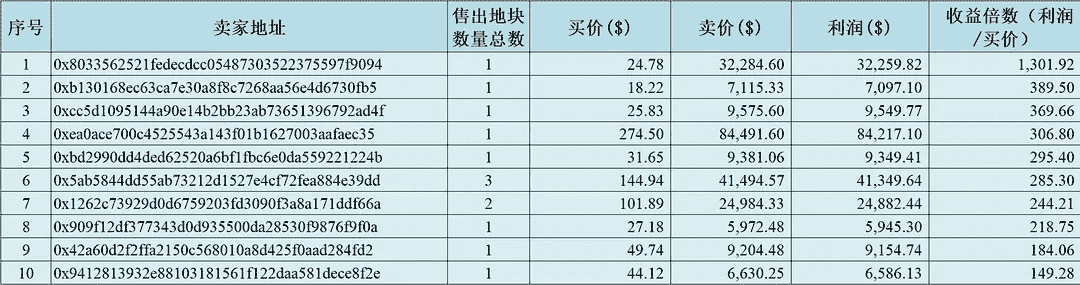 序号 卖家地址 售出地块数量总数 买价($) 卖价($) 利润($) 收益倍数（利润/买价）
1 0x8033562521fedecdcc05487303522375597f9094 1 24.78 32,284.60 32,259.82 1,301.92
2 0xb130168ec63ca7e30a8f8c7268aa56e4d6730fb5 1 18.22 7,115.33 7,097.10 389.50
3 0xcc5d1095144a90e14b2bb23ab73651396792ad4f 1 25.83 9,575.60 9,549.77 369.66
4 0xea0ace700c4525543a143f01b1627003aafaec35 1 274.50 84,491.60 84,217.10 306.80
5 0xbd2990dd4ded62520a6bf1fbc6e0da559221224b 1 31.65 9,381.06 9,349.41 295.40
6 0x5ab5844dd55ab73212d1527e4cf72fea884e39dd 3 144.94 41,494.57 41,349.64 285.30
7 0x1262c73929d0d6759203fd3090f3a8a171ddf66a 2 101.89 24,984.33 24,882.44 244.21
8 0x909f12df377343d0d935500da28530f9876f9f0a 1 27.18 5,972.48 5,945.30 218.75
9 0x42a60d2f2ffa2150c568010a8d425f0aad284fd2 1 49.74 9,204.48 9,154.74 184.06
10 0x9412813932e88103181561f122daa581dece8f2e 1 44.12 6,630.25 6,586.13 149.28